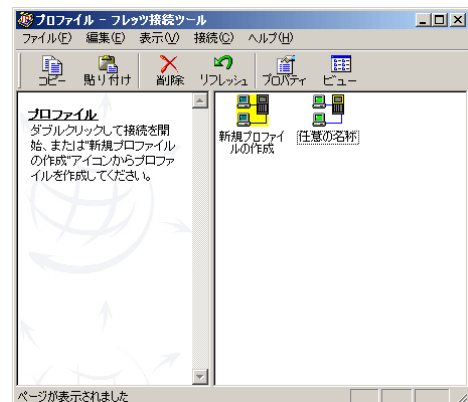 プロファイル - フレッツ接続ツール
ファイル(F) 編集(E) 表示(V) 接続(C) ヘルプ(H)
コピー 貼り付け 削除 リフレッシュ プロパティ ビュー
プロファイル
ダブルクリックして接続を開
始、または"新規プロファイル
の作成"アイコンからプロファ
イルを作成してください。
新規プロファイ
ルの作成
任意の名称
ページが表示されました